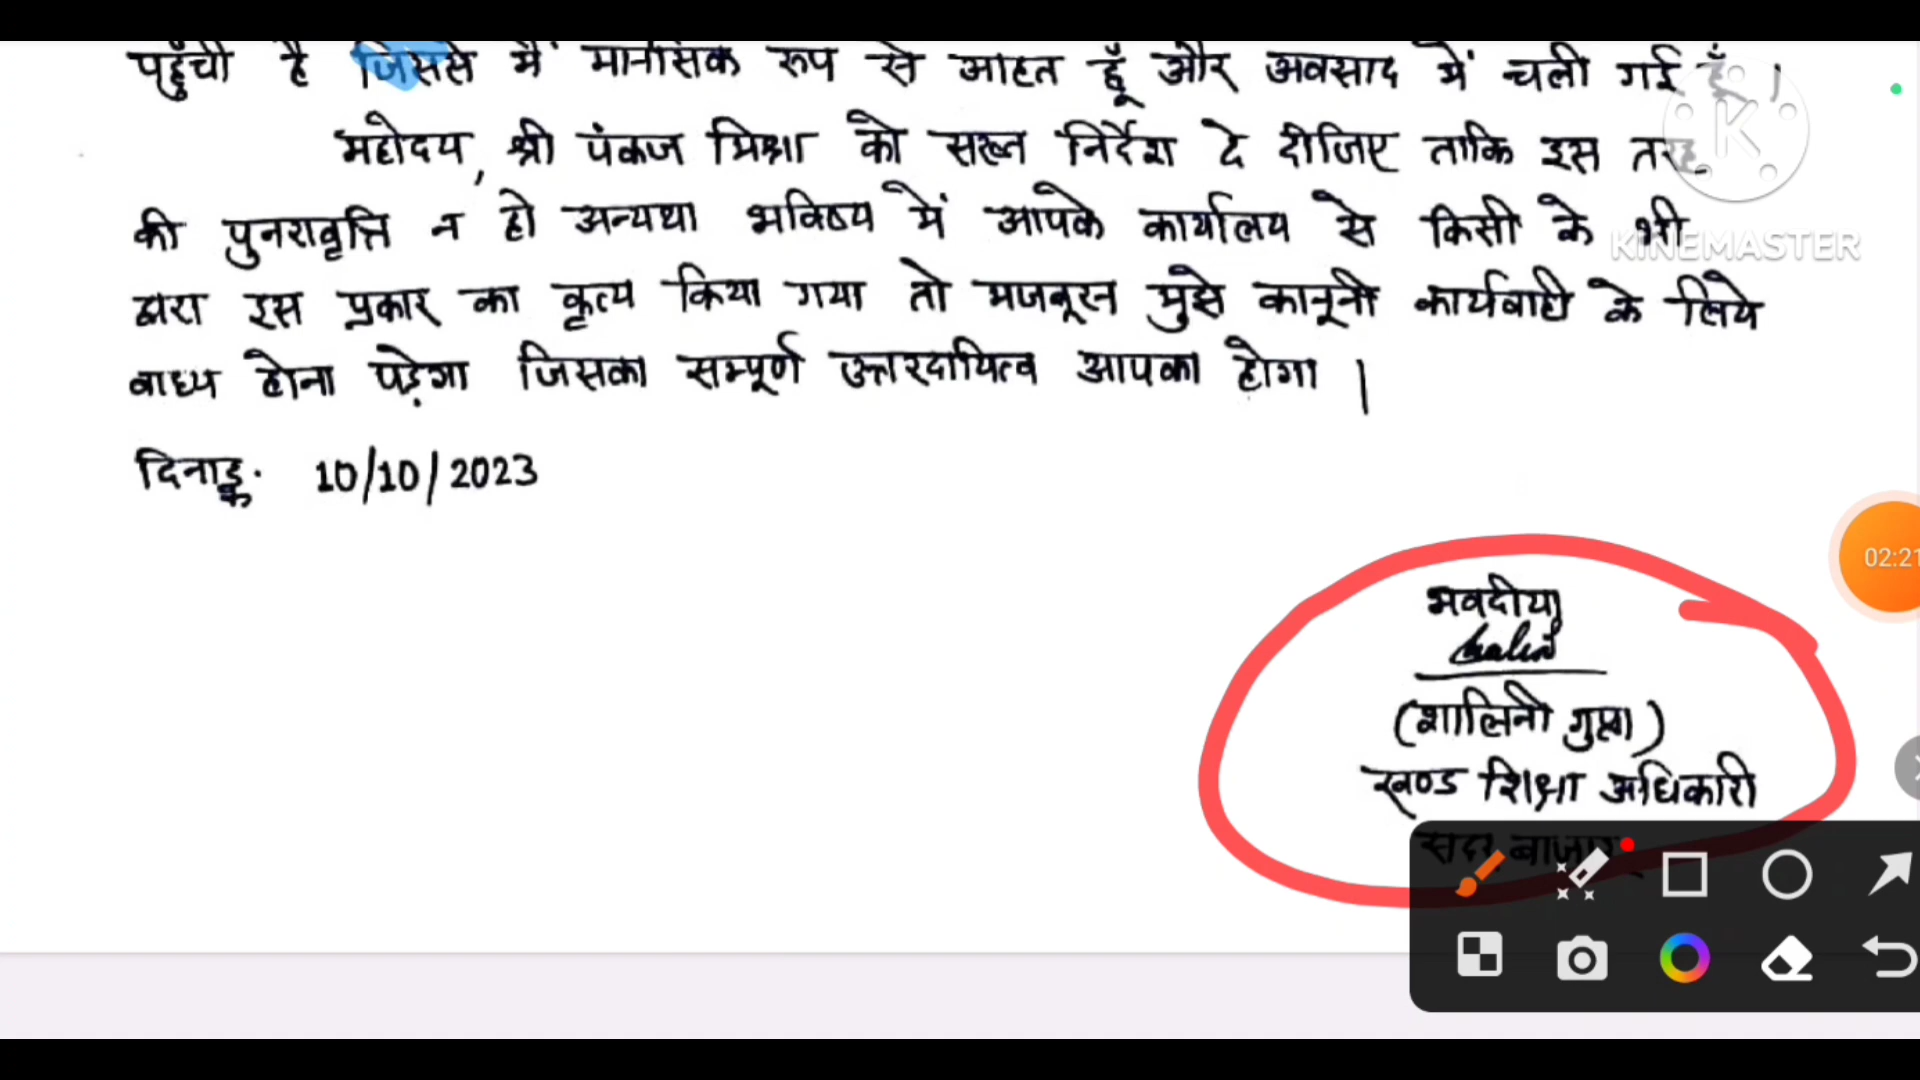 पहुँची है जिससे मैं मानसिक रूप से आहत हूँ और अवसाद में चली गई हूँ ।
महोदय, श्री पंकज मिश्रा को सख्त निर्देश दे दीजिए ताकि इस तरह
की पुनरावृत्ति न हो अन्यथा भविष्य में आपके कार्यालय से किसी के भी
KINEMASTER
द्वारा इस प्रकार का कृत्य किया गया तो मजबूरन मुझे कानूनी कार्यवाही के लिये
बाध्य होना पड़ेगा जिसका सम्पूर्ण उत्तरदायित्व आपका होगा ।
दिनाङ्क. 10/10/2023
02:21
भवदीया
(शालिनी गुप्ता)
खण्ड शिक्षा अधिकारी
सदर बाजार